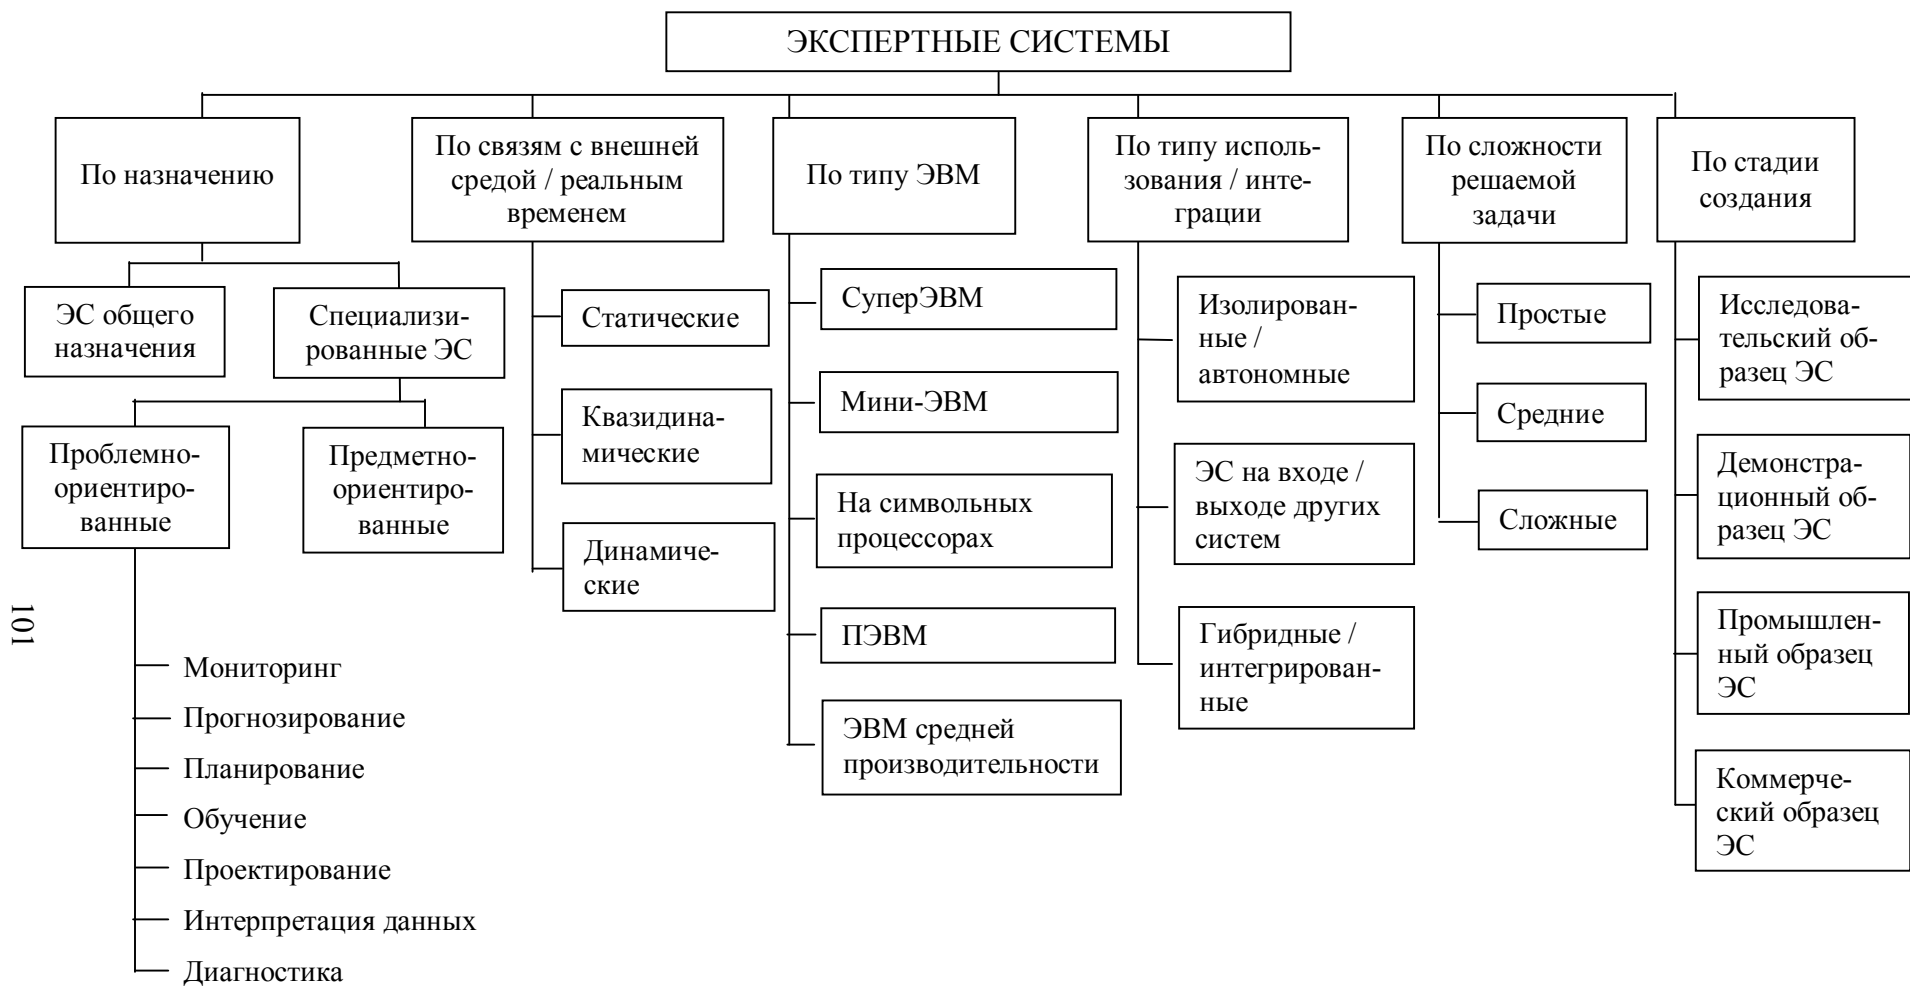 ЭКСПЕРТНЫЕ СИСТЕМЫ
По назначению
ЭС общего
назначения
Специализи-
рованные ЭС
Проблемно-
ориентиро-
ванные
Предметно-
ориентиро-
ванные
Мониторинг
Прогнозирование
Планирование
Обучение
Проектирование
Интерпретация данных
Диагностика
По связям с внешней
средой / реальным
временем
Статические
Квазидина-
мические
Динамиче-
ские
По типу ЭВМ
СуперЭВМ
Мини-ЭВМ
На символьных
процессорах
ПЭВМ
ЭВМ средней
производительности
По типу исполь-
зования / инте-
грации
Изолирован-
ные /
автономные
ЭС на входе /
выходе других
систем
Гибридные /
интегрирован-
ные
По сложности
решаемой
задачи
Простые
Средние
Сложные
По стадии
создания
Исследова-
тельский об-
разец ЭС
Демонстра-
ционный об-
разец ЭС
Промышлен-
ный образец
ЭС
Коммерче-
ский образец
ЭС
101